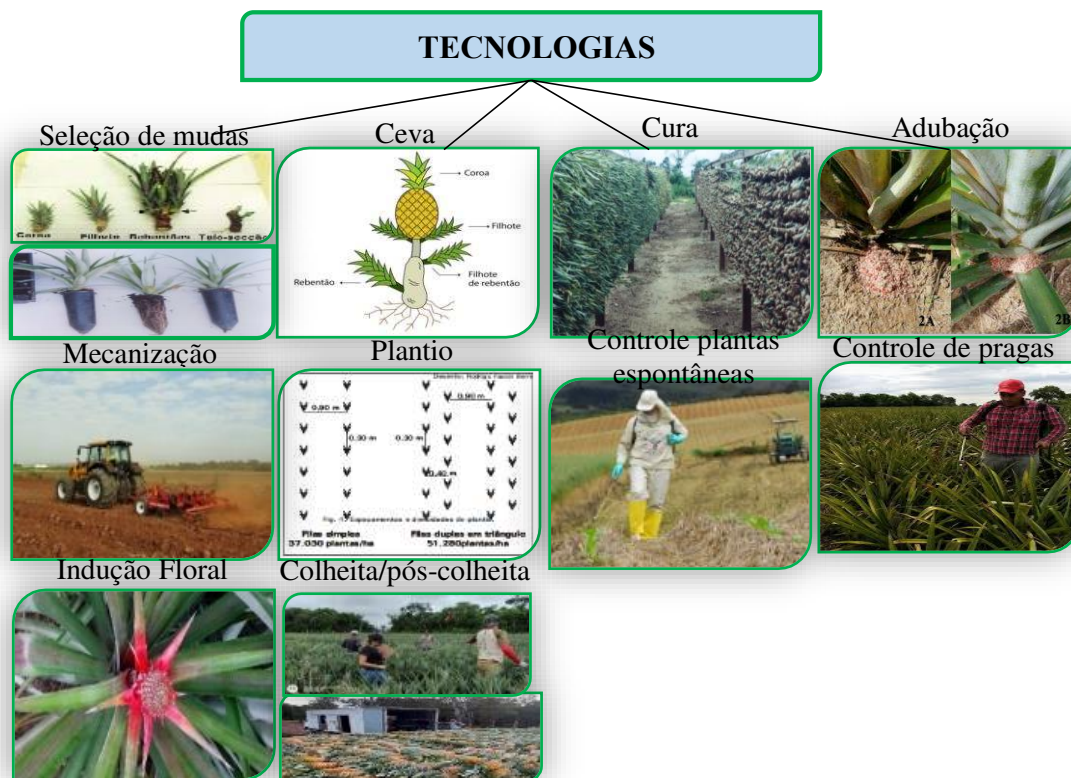 TECNOLOGIAS
Seleção de mudas
Ceva
Cura
Adubação
Coroa
Filhote
Rebentão
Filhote
de rebentão
2A
2B
Mecanização
Plantio
Controle plantas
espontâneas
Controle de pragas
0.90 m
0.90 m
0.30 m
0.30 m
0.40 m
Filas simples
37.030 plantas/ha
Filas duplas em triângulo
51.280plantas/ha
Indução Floral
Colheita/pós-colheita